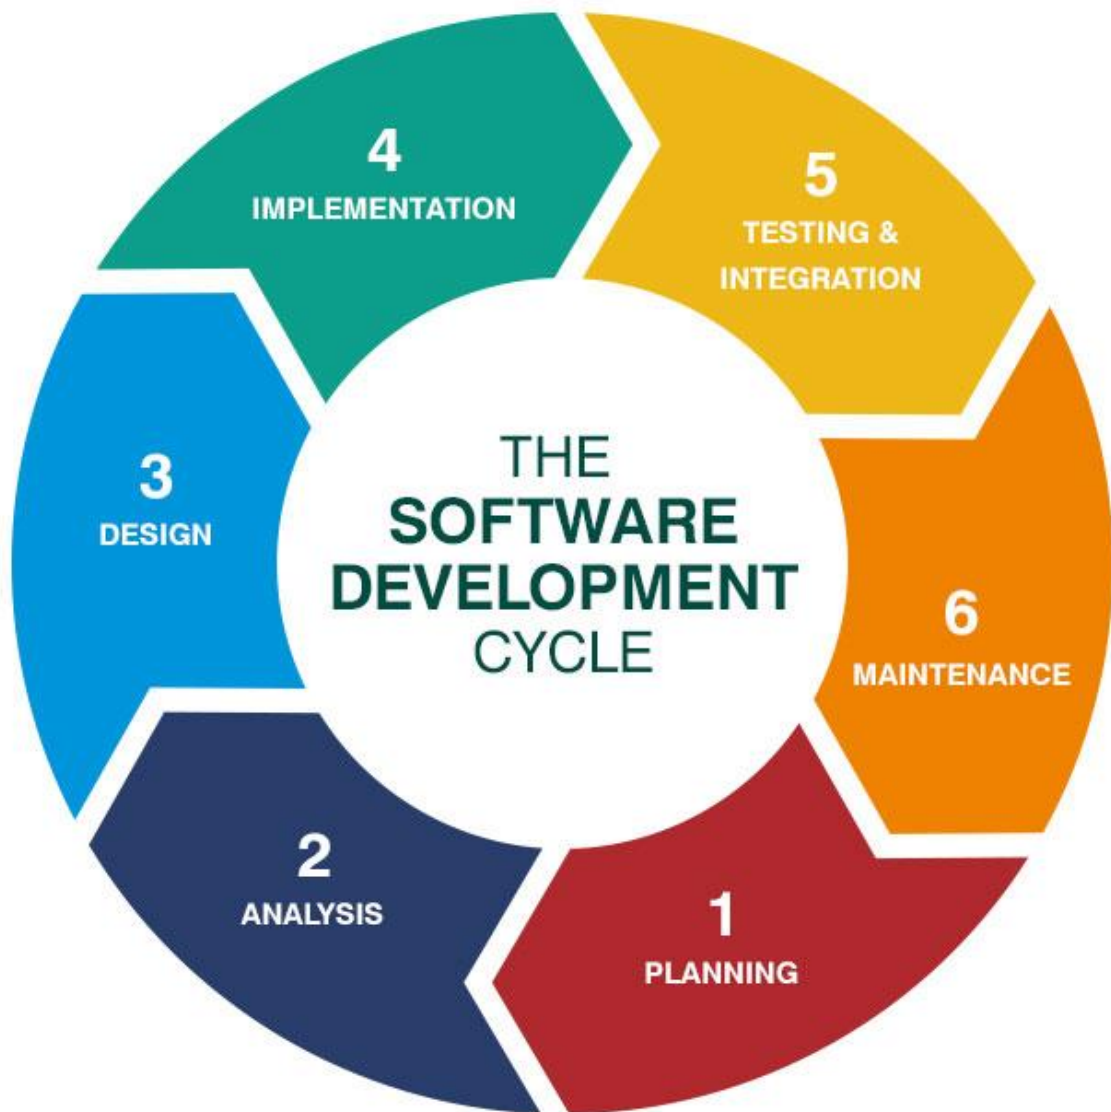 THE
SOFTWARE
DEVELOPMENT
CYCLE
1
PLANNING
2
ANALYSIS
3
DESIGN
4
IMPLEMENTATION
5
TESTING &
INTEGRATION
6
MAINTENANCE